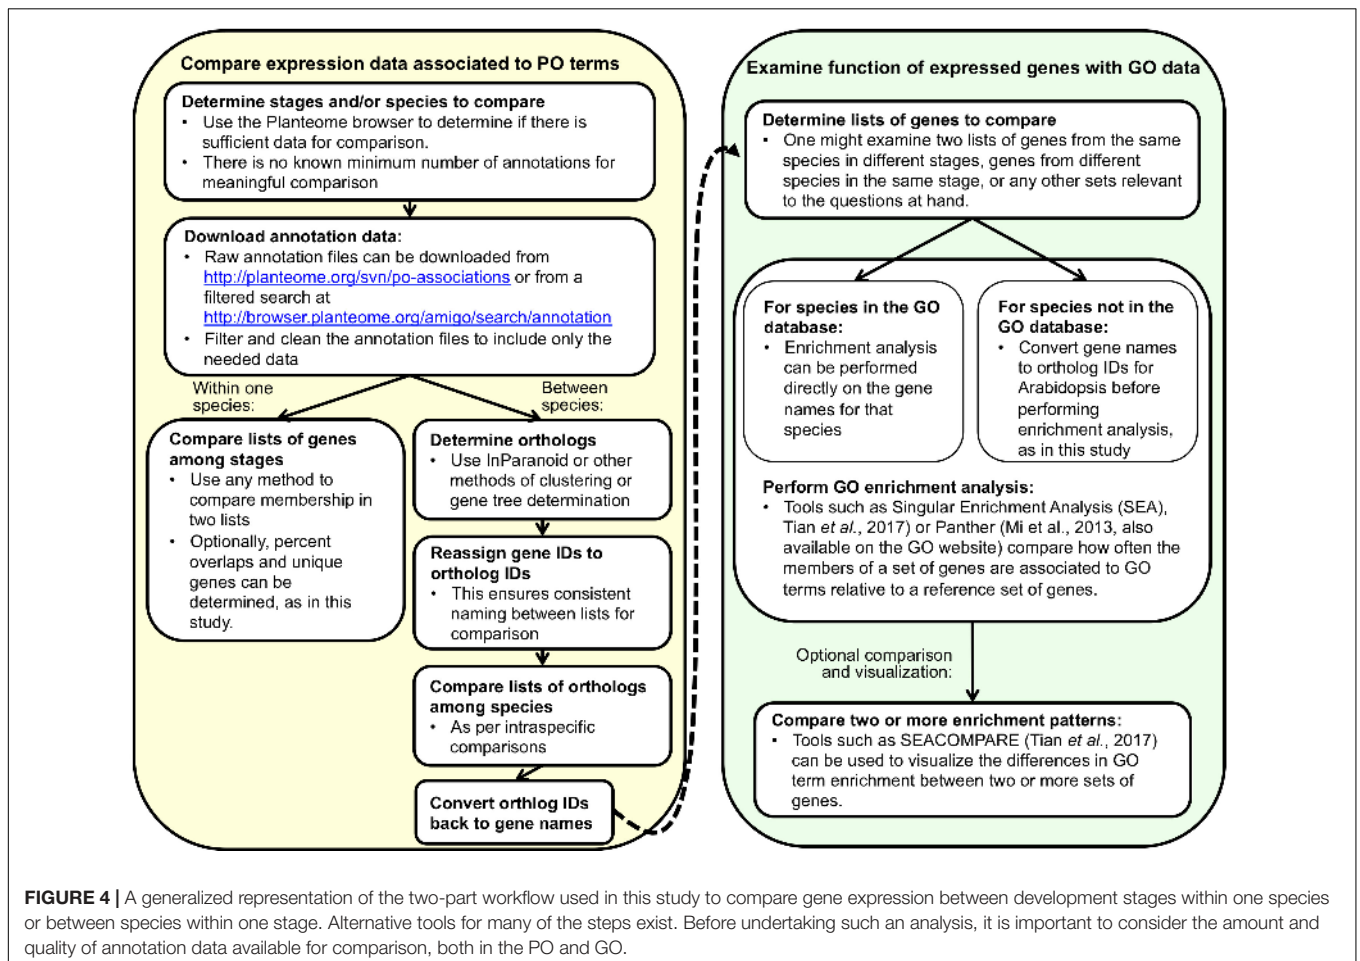 Compare expression data associated to PO terms
Determine stages and/or species to compare
• Use the Planteome browser to determine if there is
sufficient data for comparison.
• There is no known minimum number of annotations for
meaningful comparison
Download annotation data:
• Raw annotation files can be downloaded from
http://planteome.org/svn/po-associations or from a
filtered search at
http://browser.planteome.org/amigo/search/annotation
• Filter and clean the annotation files to include only the
needed data
Within one
species:
Between
species:
Compare lists of genes
among stages
• Use any method to
compare membership in
two lists
• Optionally, percent
overlaps and unique
genes can be
determined, as in this
study.
Determine orthologs
• Use InParanoid or other
methods of clustering or
gene tree determination
Reassign gene IDs to
ortholog IDs
• This ensures consistent
naming between lists for
comparison
Compare lists of orthologs
among species
• As per intraspecific
comparisons
Convert orthlog IDs
back to gene names
Examine function of expressed genes with GO data
Determine lists of genes to compare
• One might examine two lists of genes from the same
species in different stages, genes from different
species in the same stage, or any other sets relevant
to the questions at hand.
For species in the GO
database:
• Enrichment analysis
can be performed
directly on the gene
names for that
species
For species not in the
GO database:
• Convert gene names
to ortholog IDs for
Arabidopsis before
performing
enrichment analysis,
as in this study
Perform GO enrichment analysis:
• Tools such as Singular Enrichment Analysis (SEA),
Tian et al., 2017) or Panther (Mi et al., 2013, also
available on the GO website) compare how often the
members of a set of genes are associated to GO
terms relative to a reference set of genes.
Optional comparison
and visualization:
Compare two or more enrichment patterns:
• Tools such as SEACOMPARE (Tian et al., 2017)
can be used to visualize the differences in GO
term enrichment between two or more sets of
genes.
FIGURE 4 | A generalized representation of the two-part workflow used in this study to compare gene expression between development stages within one species
or between species within one stage. Alternative tools for many of the steps exist. Before undertaking such an analysis, it is important to consider the amount and
quality of annotation data available for comparison, both in the PO and GO.